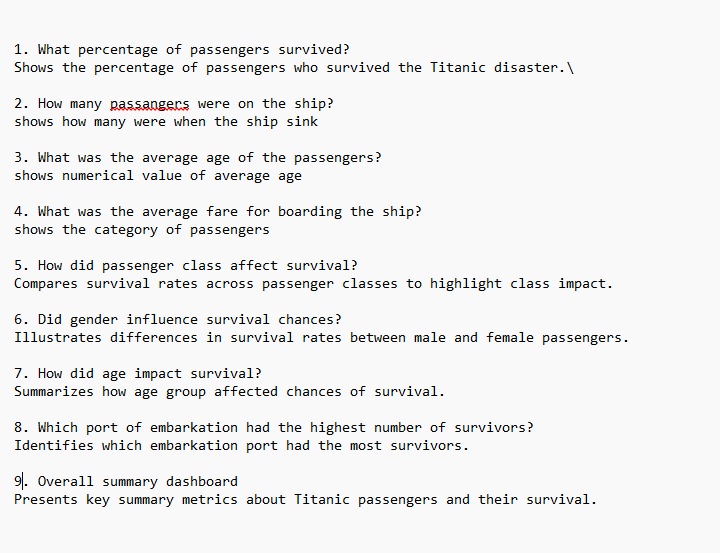 1. What percentage of passengers survived?
Shows the percentage of passengers who survived the Titanic disaster.\
2. How many passangers were on the ship?
shows how many were when the ship sink
3. What was the average age of the passengers?
shows numerical value of average age
4. What was the average fare for boarding the ship?
shows the category of passengers
5. How did passenger class affect survival?
Compares survival rates across passenger classes to highlight class impact.
6. Did gender influence survival chances?
Illustrates differences in survival rates between male and female passengers.
7. How did age impact survival?
Summarizes how age group affected chances of survival.
8. Which port of embarkation had the highest number of survivors?
Identifies which embarkation port had the most survivors.
9. Overall summary dashboard
Presents key summary metrics about Titanic passengers and their survival.